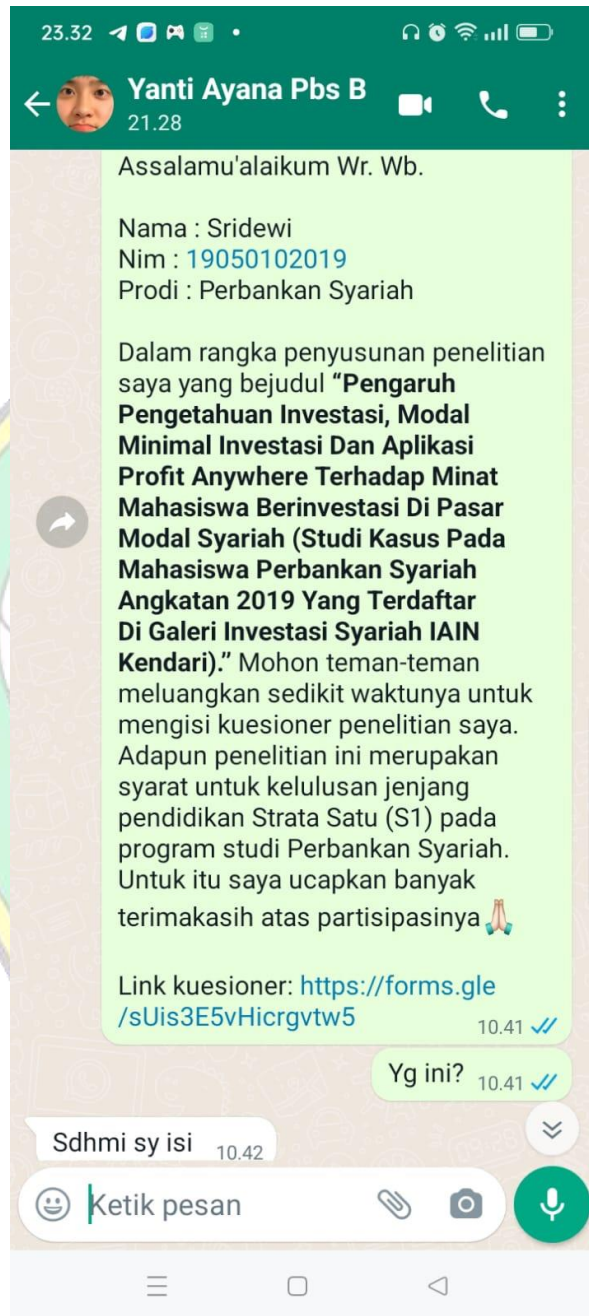 23.32
Yanti Ayana Pbs B
21.28
Assalamu'alaikum Wr. Wb.
Nama : Sridewi
Nim : 19050102019
Prodi : Perbankan Syariah
Dalam rangka penyusunan penelitian
saya yang bejudul “Pengaruh
Pengetahuan Investasi, Modal
Minimal Investasi Dan Aplikasi
Profit Anywhere Terhadap Minat
Mahasiswa Berinvestasi Di Pasar
Modal Syariah (Studi Kasus Pada
Mahasiswa Perbankan Syariah
Angkatan 2019 Yang Terdaftar
Di Galeri Investasi Syariah IAIN
Kendari).” Mohon teman-teman
meluangkan sedikit waktunya untuk
mengisi kuesioner penelitian saya.
Adapun penelitian ini merupakan
syarat untuk kelulusan jenjang
pendidikan Strata Satu (S1) pada
program studi Perbankan Syariah.
Untuk itu saya ucapkan banyak
terimakasih atas partisipasinya🙏🏻
Link kuesioner: https://forms.gle
/sUis3E5vHicrgvtw5 10.41
Yg ini? 10.41
Sdhmi sy isi 10.42
Ketik pesan